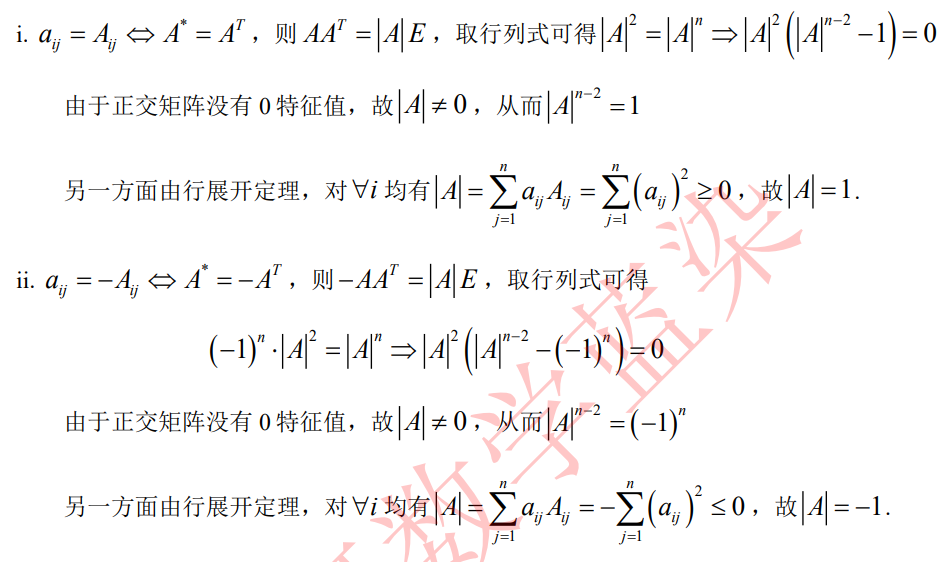 i. $a_{ij} = A_{ij} \Leftrightarrow A^{*} = A^{T}$，则 $AA^{T} = |A|E$，取行列式可得$|A|^{2} = |A|^{n} \Rightarrow |A|^{2}\left(|A|^{n-2} - 1\right) = 0$
由于正交矩阵没有 0 特征值，故$|A| \neq 0$，从而$|A|^{n-2} = 1$
另一方面由行展开定理，对$\forall i$ 均有$|A| = \sum_{j=1}^{n} a_{ij}A_{ij} = \sum_{j=1}^{n}\left(a_{ij}\right)^{2} \geq 0$，故$|A| = 1$.
ii. $a_{ij} = -A_{ij} \Leftrightarrow A^{*} = -A^{T}$，则$-AA^{T} = |A|E$，取行列式可得
$(-1)^{n} \cdot |A|^{2} = |A|^{n} \Rightarrow |A|^{2}\left(|A|^{n-2} - (-1)^{n}\right) = 0$
由于正交矩阵没有 0 特征值，故$|A| \neq 0$，从而$|A|^{n-2} = (-1)^{n}$
另一方面由行展开定理，对$\forall i$ 均有$|A| = \sum_{j=1}^{n} a_{ij}A_{ij} = -\sum_{j=1}^{n}\left(a_{ij}\right)^{2} \leq 0$，故$|A| = -1$.
数学蓝染